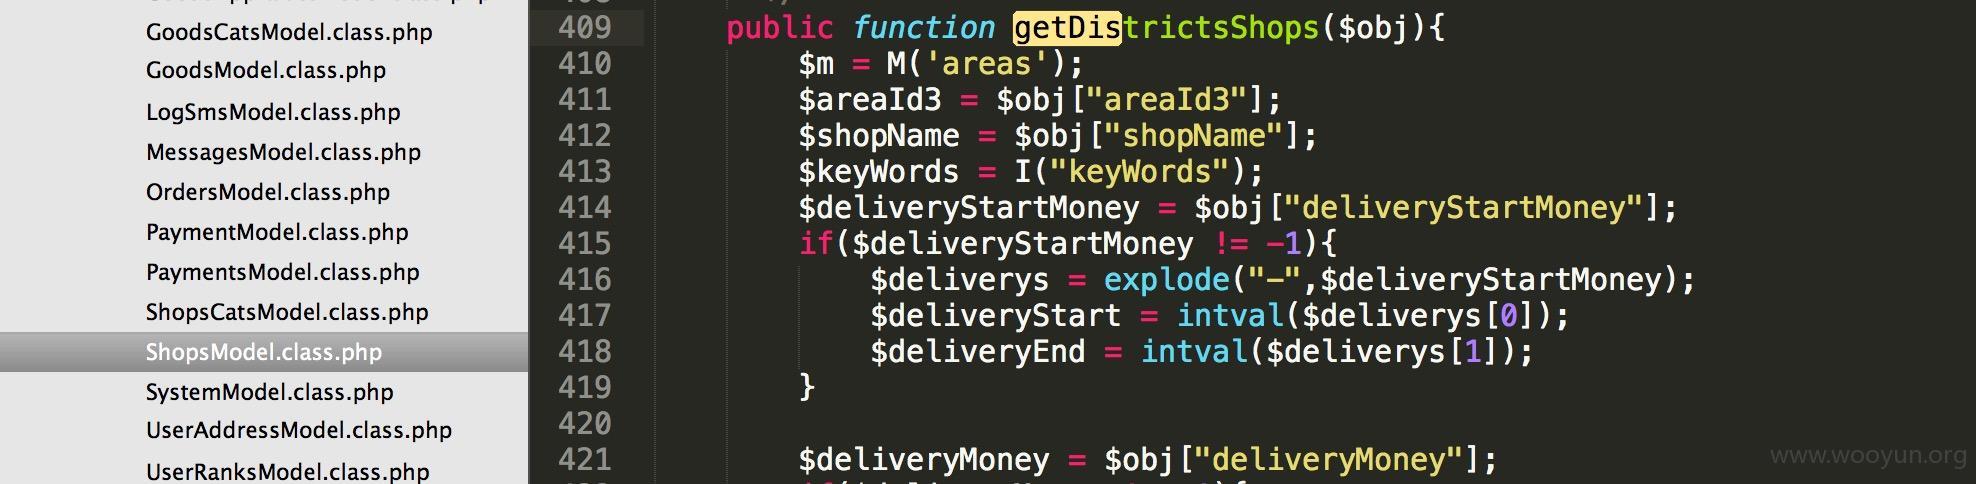 GoodsCatsModel.class.php
GoodsModel.class.php
LogSmsModel.class.php
MessagesModel.class.php
OrdersModel.class.php
PaymentModel.class.php
PaymentsModel.class.php
ShopsCatsModel.class.php
ShopsModel.class.php
SystemModel.class.php
UserAddressModel.class.php
UserRanksModel.class.php
409 public function getDistrictsShops($obj){
410 $m = M('areas');
411 $areaId3 = $obj["areaId3"];
412 $shopName = $obj["shopName"];
413 $keyWords = I("keyWords");
414 $deliveryStartMoney = $obj["deliveryStartMoney"];
415 if($deliveryStartMoney != -1){
416 $deliverys = explode("-",$deliveryStartMoney);
417 $deliveryStart = intval($deliverys[0]);
418 $deliveryEnd = intval($deliverys[1]);
419 }
420
421 $deliveryMoney = $obj["deliveryMoney"];
www.wooyun.org